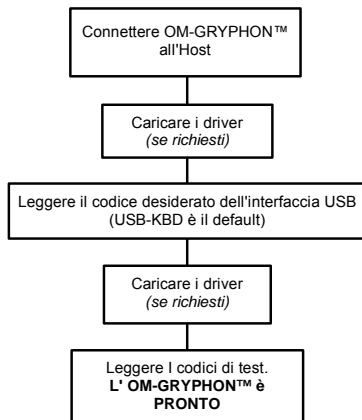 Connettere OM-GRYPHON™
all'Host
Caricare i driver
(se richiesti)
Leggere il codice desiderato dell'interfaccia USB
(USB-KBD è il default)
Caricare i driver
(se richiesti)
Leggere I codici di test.
L' OM-GRYPHON™ è
PRONTO